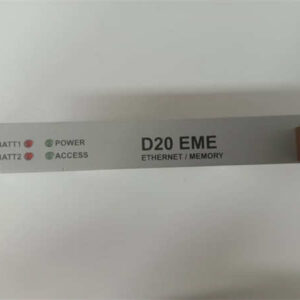 BATT1 POWER
BATT2 ACCESS
D20 EME
ETHERNET / MEMORY